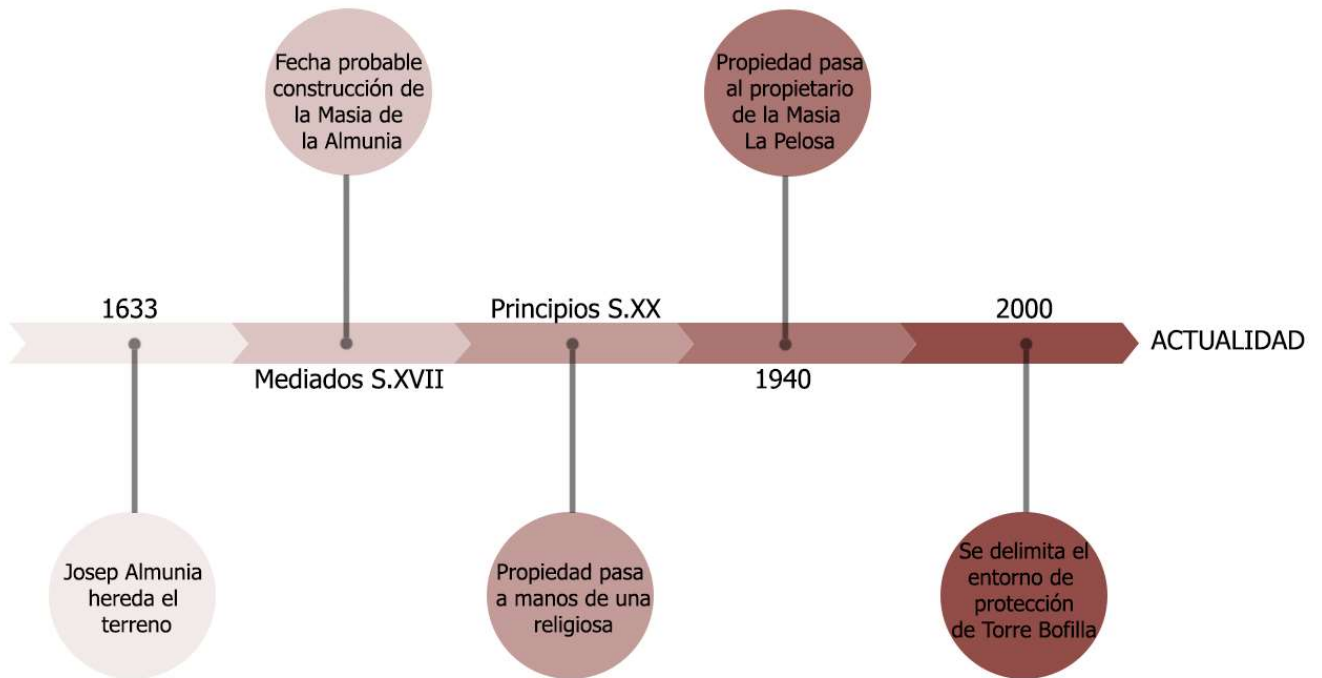 Fecha probable
construcción de
la Masia de
la Almunia
Propiedad pasa
al propietario
de la Masia
La Pelosa
1633
Principios S.XX
2000
ACTUALIDAD
Mediados S.XVII
1940
Josep Almunia
hereda el
terreno
Propiedad pasa
a manos de una
religiosa
Se delimita el
entorno de
protección
de Torre Bofilla